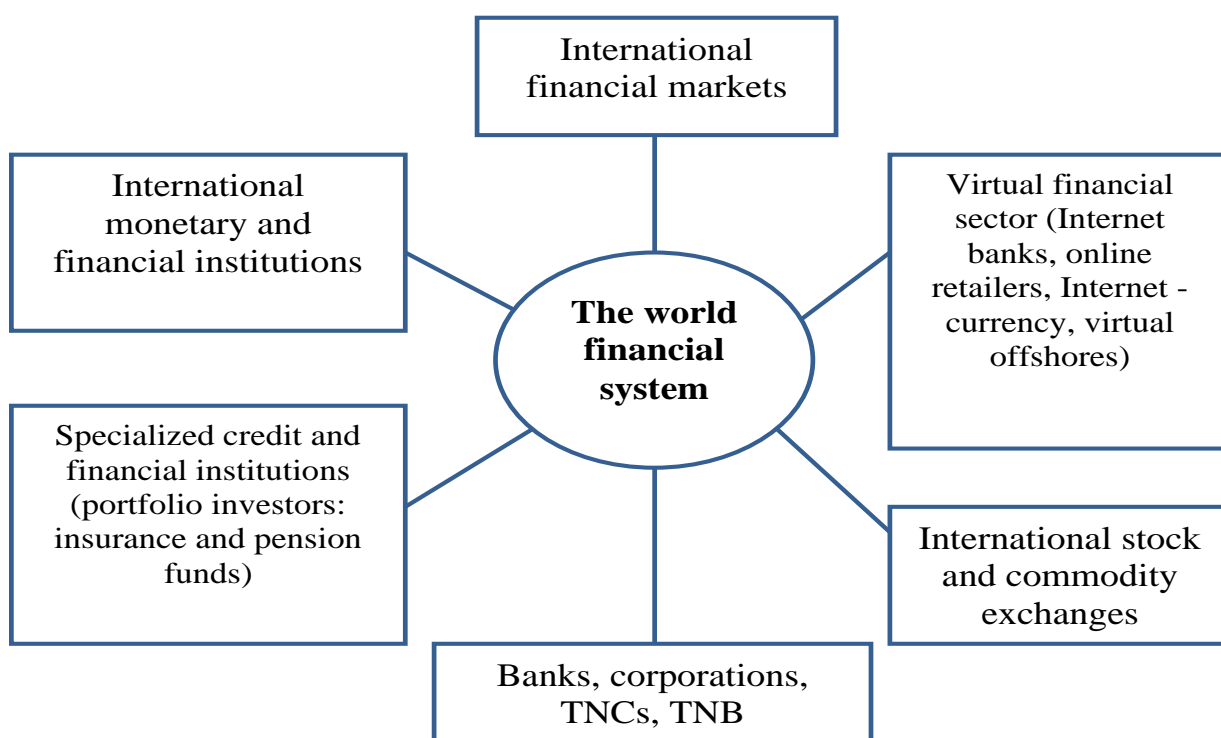 International
financial markets
International
monetary and
financial institutions
Virtual financial
sector (Internet
banks, online
retailers, Internet -
currency, virtual
offshores)
The world
financial
system
Specialized credit and
financial institutions
(portfolio investors:
insurance and pension
funds)
International stock
and commodity
exchanges
Banks, corporations,
TNCs, TNB